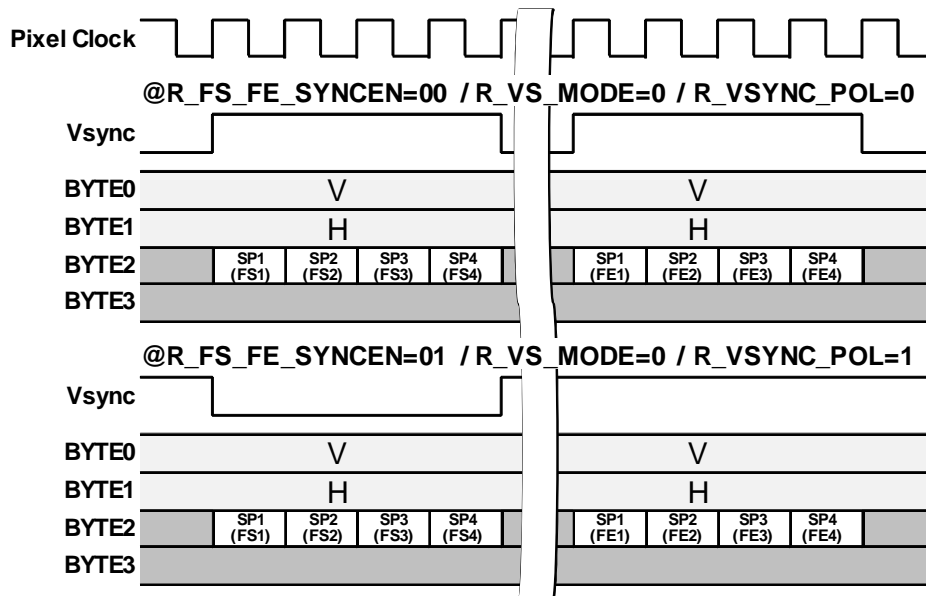 Pixel Clock
@R_FS_FE_SYNCEN=00 / R_VS_MODE=0 / R_VSYNC_POL=0
Vsync
BYTE0 V V
BYTE1 H H
BYTE2 SP1 (FS1) SP2 (FS2) SP3 (FS3) SP4 (FS4) SP1 (FE1) SP2 (FE2) SP3 (FE3) SP4 (FE4)
BYTE3
@R_FS_FE_SYNCEN=01 / R_VS_MODE=0 / R_VSYNC_POL=1
Vsync
BYTE0 V V
BYTE1 H H
BYTE2 SP1 (FS1) SP2 (FS2) SP3 (FS3) SP4 (FS4) SP1 (FE1) SP2 (FE2) SP3 (FE3) SP4 (FE4)
BYTE3